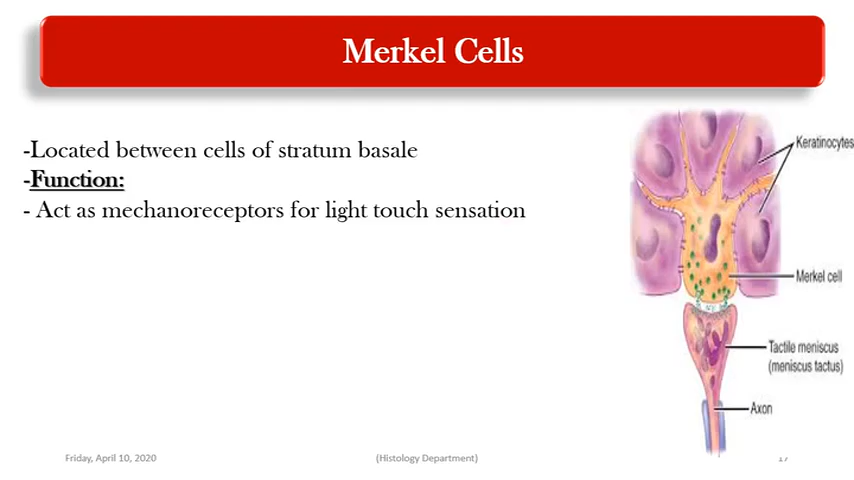 Merkel Cells
-Located between cells of stratum basale
-Function:
- Act as mechanoreceptors for light touch sensation
Keratinocytes
Merkel cell
Tactile meniscus
(meniscus tactus)
Axon
Friday, April 10, 2020
(Histology Department)